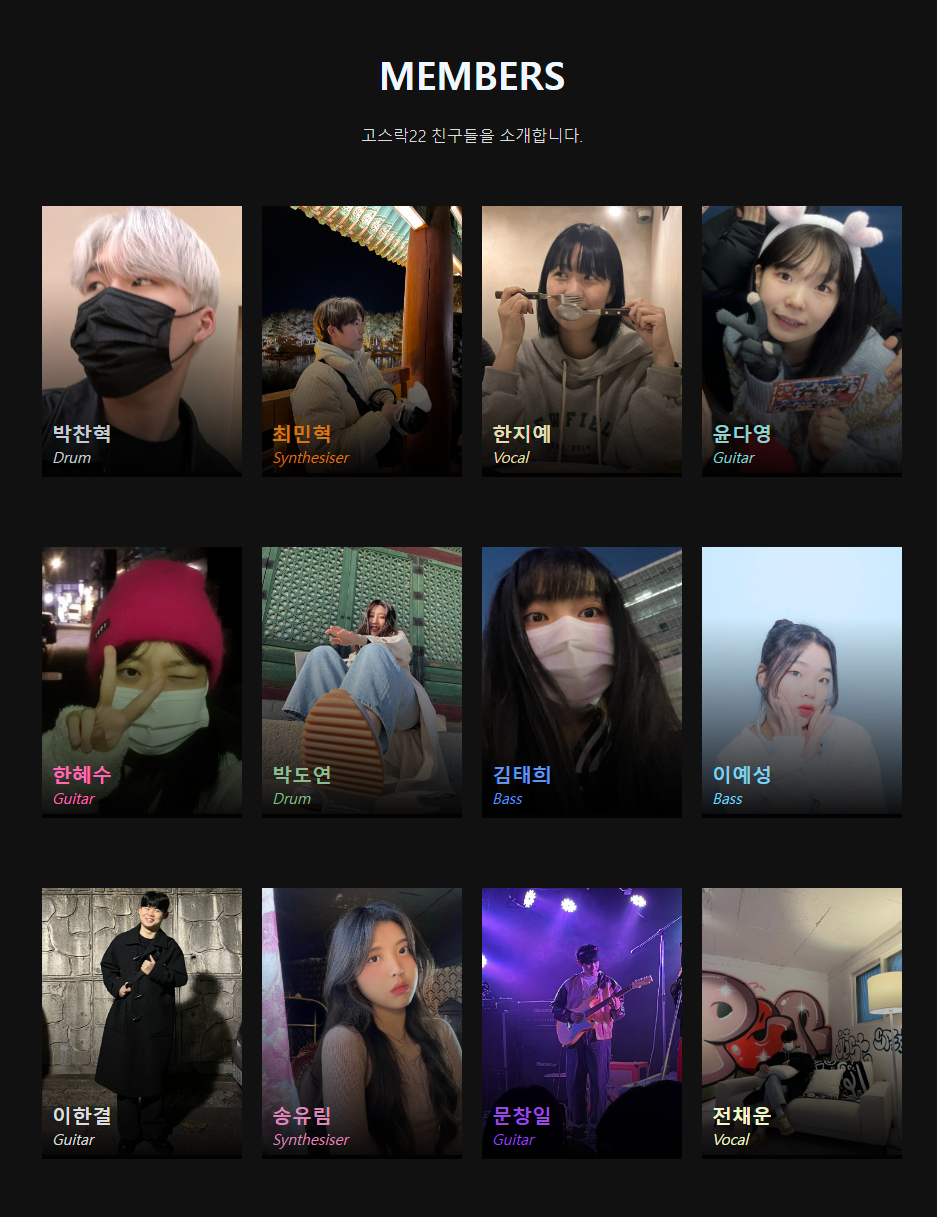 MEMBERS
고스락22 친구들을 소개합니다.
박찬혁
Drum
최민혁
Synthesiser
한지예
Vocal
윤다영
Guitar
한혜수
Guitar
박도연
Drum
김태희
Bass
이예성
Bass
이한결
Guitar
송유림
Synthesiser
문창일
Guitar
전채운
Vocal